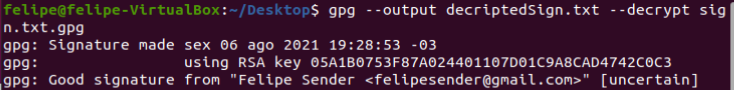 felipe@felipe-VirtualBox:~/Desktop$ gpg --output decriptedSign.txt --decrypt sig
n.txt.gpg
gpg: Signature made sex 06 ago 2021 19:28:53 -03
gpg:                using RSA key 05A1B0753F87A024401107D01C9A8CAD4742C0C3
gpg: Good signature from "Felipe Sender <felipesender@gmail.com>" [uncertain]